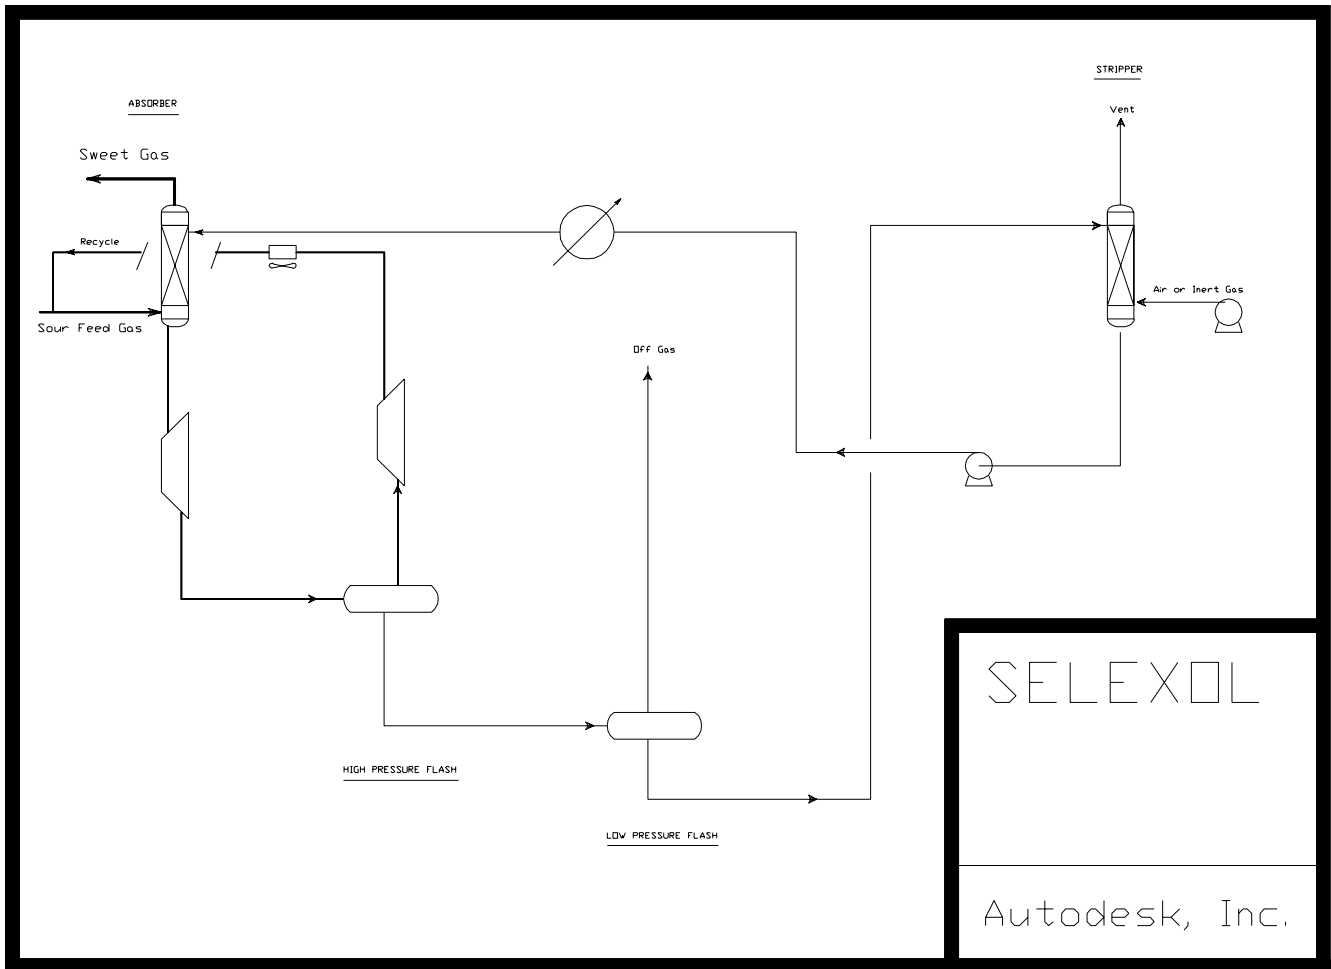 STRIPPER
ABSORBER
Vent
Sweet Gas
Recycle
Air or Inert Gas
Sour Feed Gas
Off Gas
SELEXOL
HIGH PRESSURE FLASH
LOW PRESSURE FLASH
Autodesk, Inc.